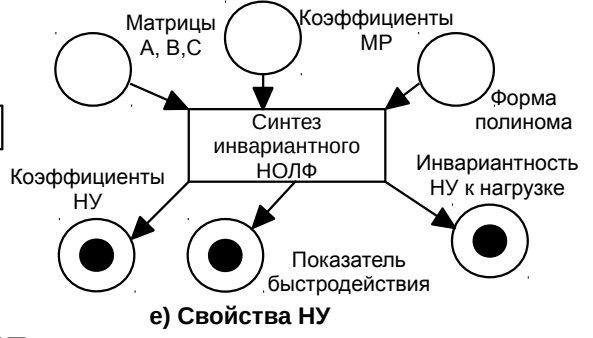 Матрицы
А, В,С
Коэффициенты
МР
Форма
полинома
Синтез
инвариантного
НОЛФ
Коэффициенты
НУ
Инвариантность
НУ к нагрузке
Показатель
быстродействия
е) Свойства НУ